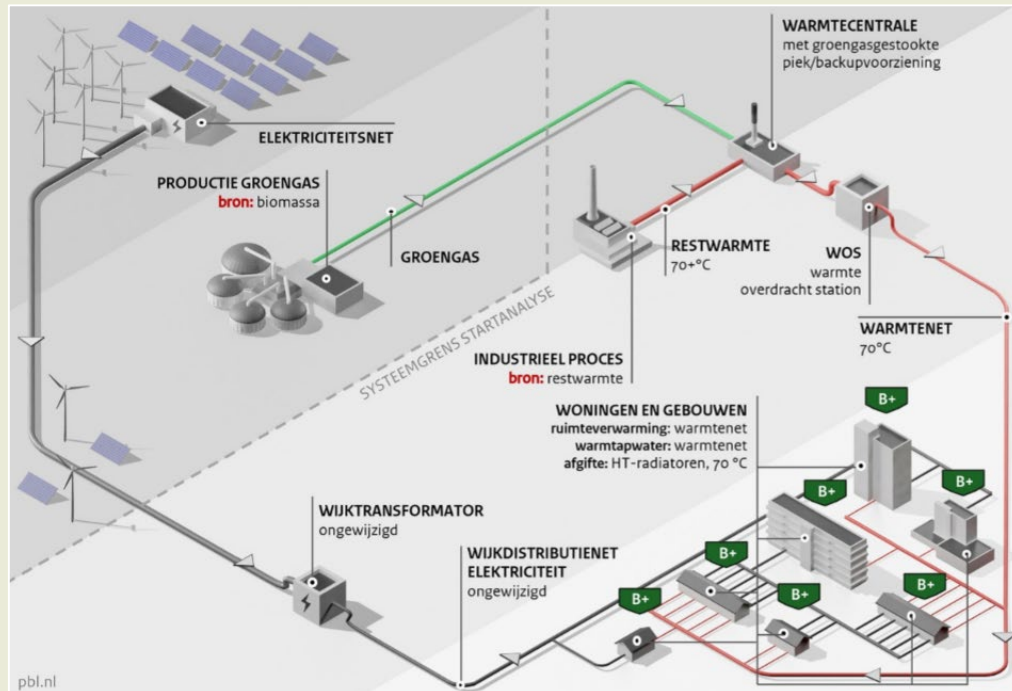 WARMTECENTRALE
met groengasgestookte
piek/backupvoorziening
ELEKTRICITEITSNET
PRODUCTIE GROENGAS
bron: biomassa
GROENGAS
RESTWARMTE
70+°C
WOS
warmte
overdracht station
WARMTENET
70°C
SYSTEEMGRENS STARTANALYSE
INDUSTRIEEL PROCES
bron: restwarmte
WONINGEN EN GEBOUWEN
ruimteverwarming: warmtenet
warmtapwater: warmtenet
afgifte: HT-radiatoren, 70 °C
B+
B+
B+
B+
B+
B+
B+
WIJKTRANSFORMATOR
ongewijzigd
WIJKDISTRIBUTIENET
ELEKTRICITEIT
ongewijzigd
pbl.nl